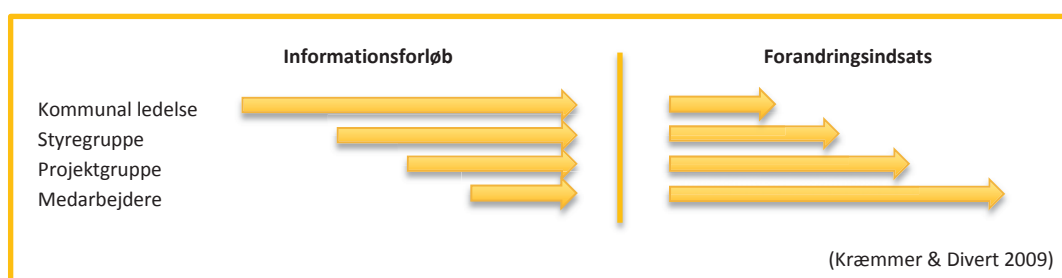 Informationsforløb Forandringsindsats
Kommunal ledelse
Styregruppe
Projektgruppe
Medarbejdere
(Kræmmer & Divert 2009)